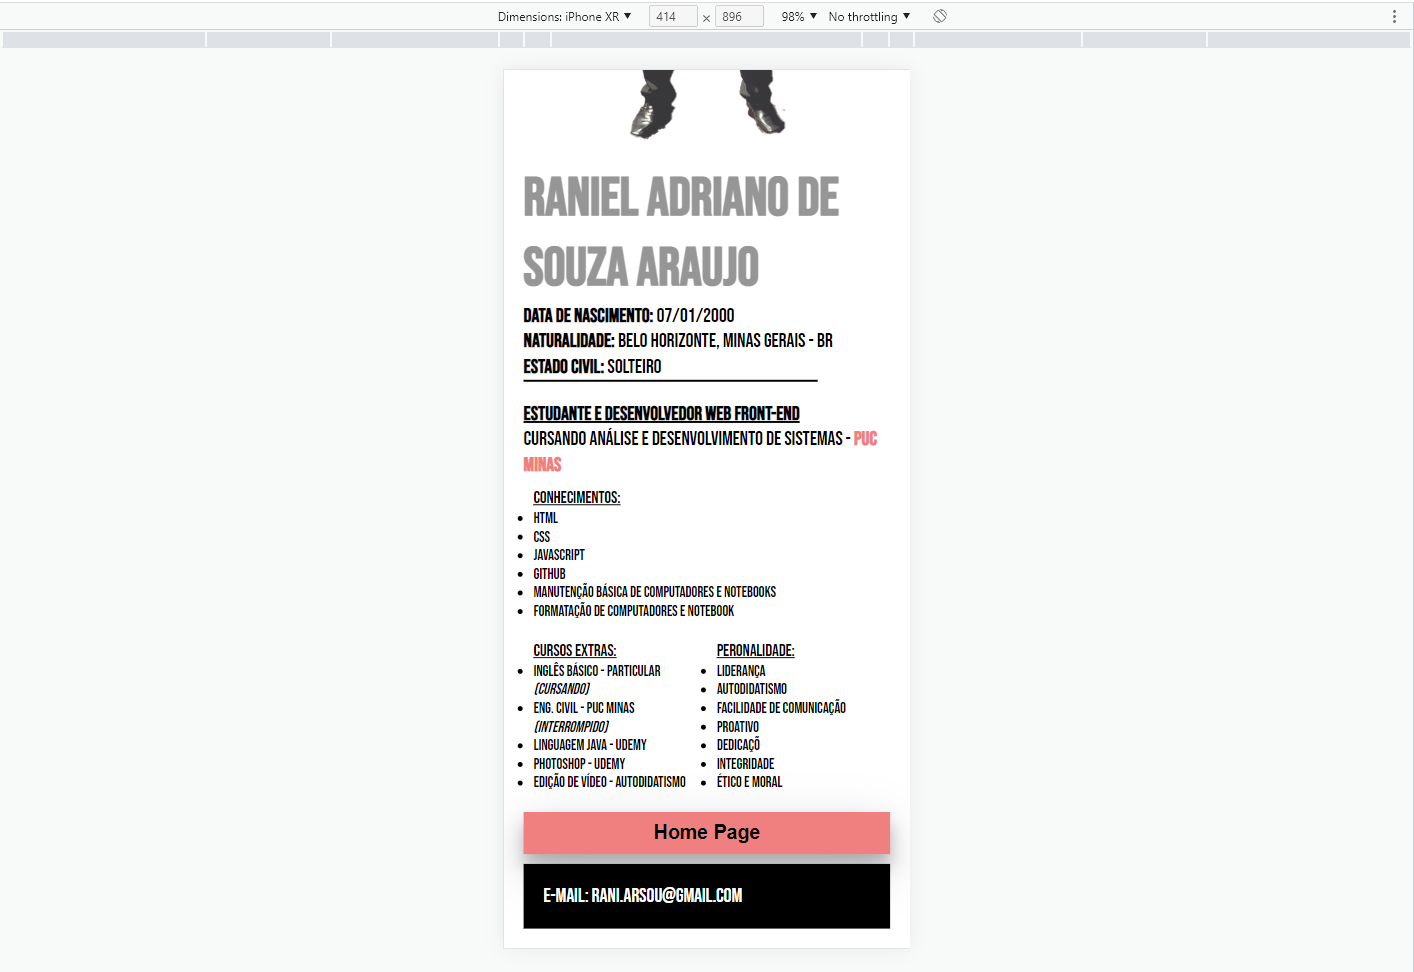 Dimensions: iPhone XR ▼ 414 × 896 98% ▼ No throttling ▼
RANIEL ADRIANO DE
SOUZA ARAUJO
DATA DE NASCIMENTO: 07/01/2000
NATURALIDADE: BELO HORIZONTE, MINAS GERAIS - BR
ESTADO CIVIL: SOLTEIRO
ESTUDANTE E DESENVOLVEDOR WEB FRONT-END
CURSANDO ANÁLISE E DESENVOLVIMENTO DE SISTEMAS - PUC
MINAS
CONHECIMENTOS:
• HTML
• CSS
• JAVASCRIPT
• GITHUB
• MANUTENÇÃO BÁSICA DE COMPUTADORES E NOTEBOOKS
• FORMATAÇÃO DE COMPUTADORES E NOTEBOOK
CURSOS EXTRAS:
• INGLÊS BÁSICO - PARTICULAR
(CURSANDO)
• ENG. CIVIL - PUC MINAS
(INTERROMPIDO)
• LINGUAGEM JAVA - UDEMY
• PHOTOSHOP - UDEMY
• EDIÇÃO DE VÍDEO - AUTODIDATISMO
PERONALIDADE:
• LIDERANÇA
• AUTODIDATISMO
• FACILIDADE DE COMUNICAÇÃO
• PROATIVO
• DEDICAÇÕ
• INTEGRIDADE
• ÉTICO E MORAL
Home Page
E-MAIL: RANI.ARSOU@GMAIL.COM